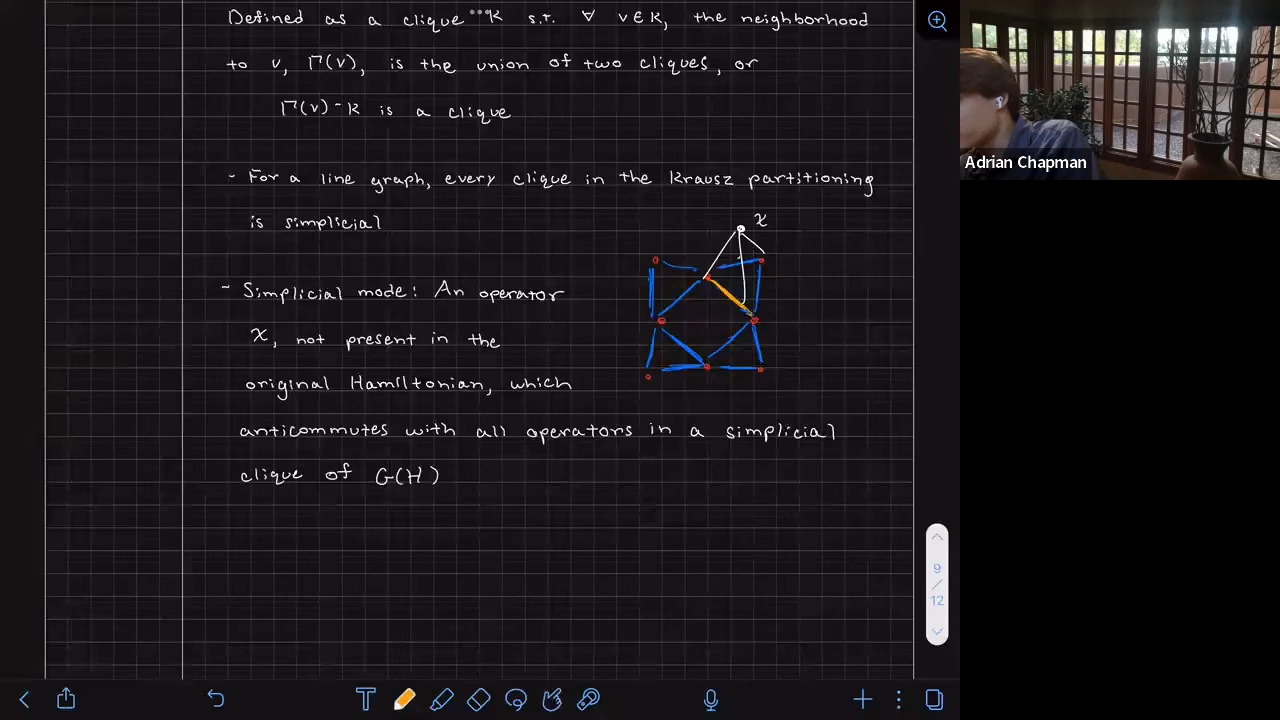 Defined as a clique K s.t. ∀ v ∈ K, the neighborhood
to v, Γ(v), is the union of two cliques, or
Γ(v) - K is a clique
- For a line graph, every clique in the Krausz partitioning
is simplicial
χ
- Simplicial mode: An operator
χ, not present in the
original Hamiltonian, which
anticommutes with all operators in a simplicial
clique of G(H)
Adrian Chapman
9
/
12
T